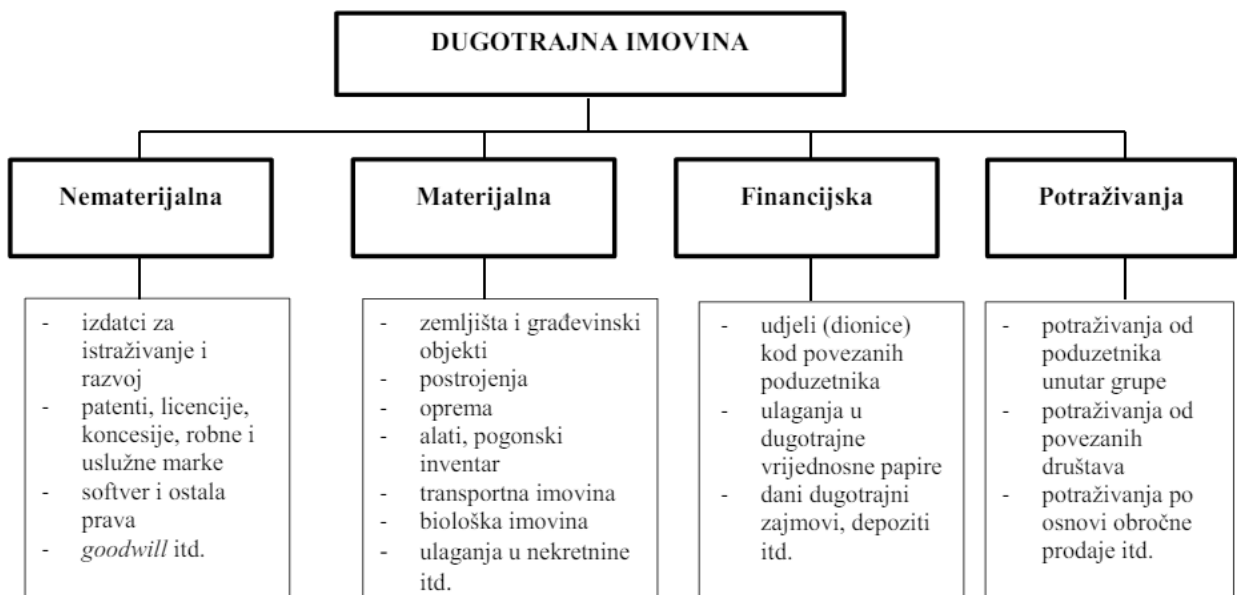 DUGOTRAJNA IMOVINA
Nematerijalna
Materijalna
Financijska
Potraživanja
- izdatci za
istraživanje i
razvoj
- patenti, licencije,
koncesije, robne i
uslužne marke
- softver i ostala
prava
- goodwill itd.
- zemljišta i građevinski
objekti
- postrojenja
- oprema
- alati, pogonski
inventar
- transportna imovina
- biološka imovina
- ulaganja u nekretnine
itd.
- udjeli (dionice)
kod povezanih
poduzetnika
- ulaganja u
dugotrajne
vrijednosne papire
- dani dugotrajni
zajmovi, depoziti
itd.
- potraživanja od
poduzetnika
unutar grupe
- potraživanja od
povezanih
društava
- potraživanja po
osnovi obročne
prodaje itd.